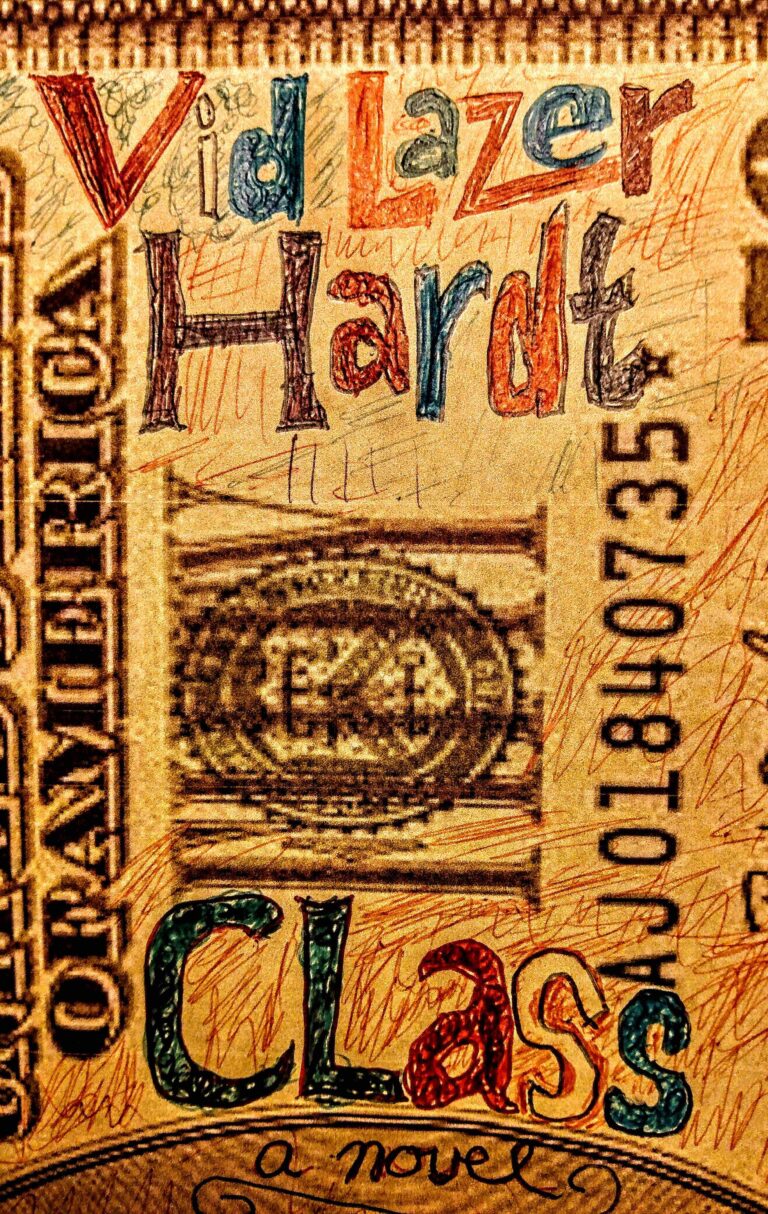 Vid Lazer
Hardt
OF AMERICA
AJ01840735
CLass
a novel